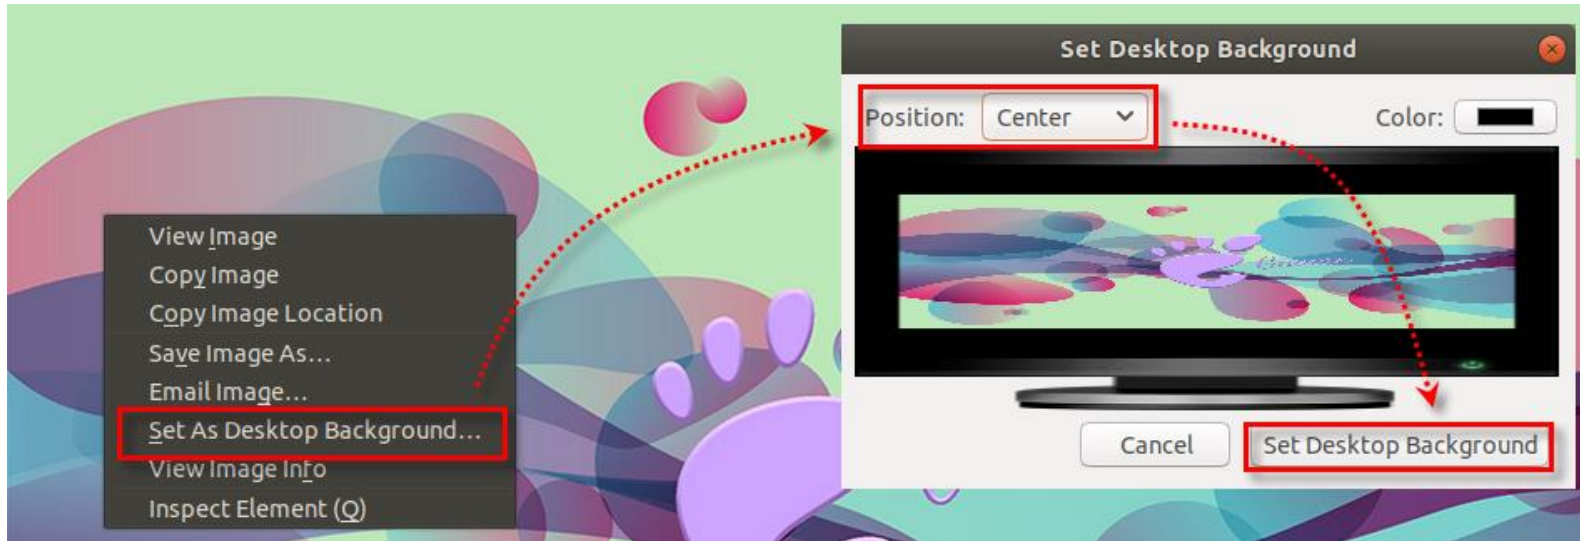 View Image
Copy Image
Copy Image Location
Save Image As...
Email Image...
Set As Desktop Background...
View Image Info
Inspect Element (Q)
Set Desktop Background
Position: Center
Color:
Cancel
Set Desktop Background